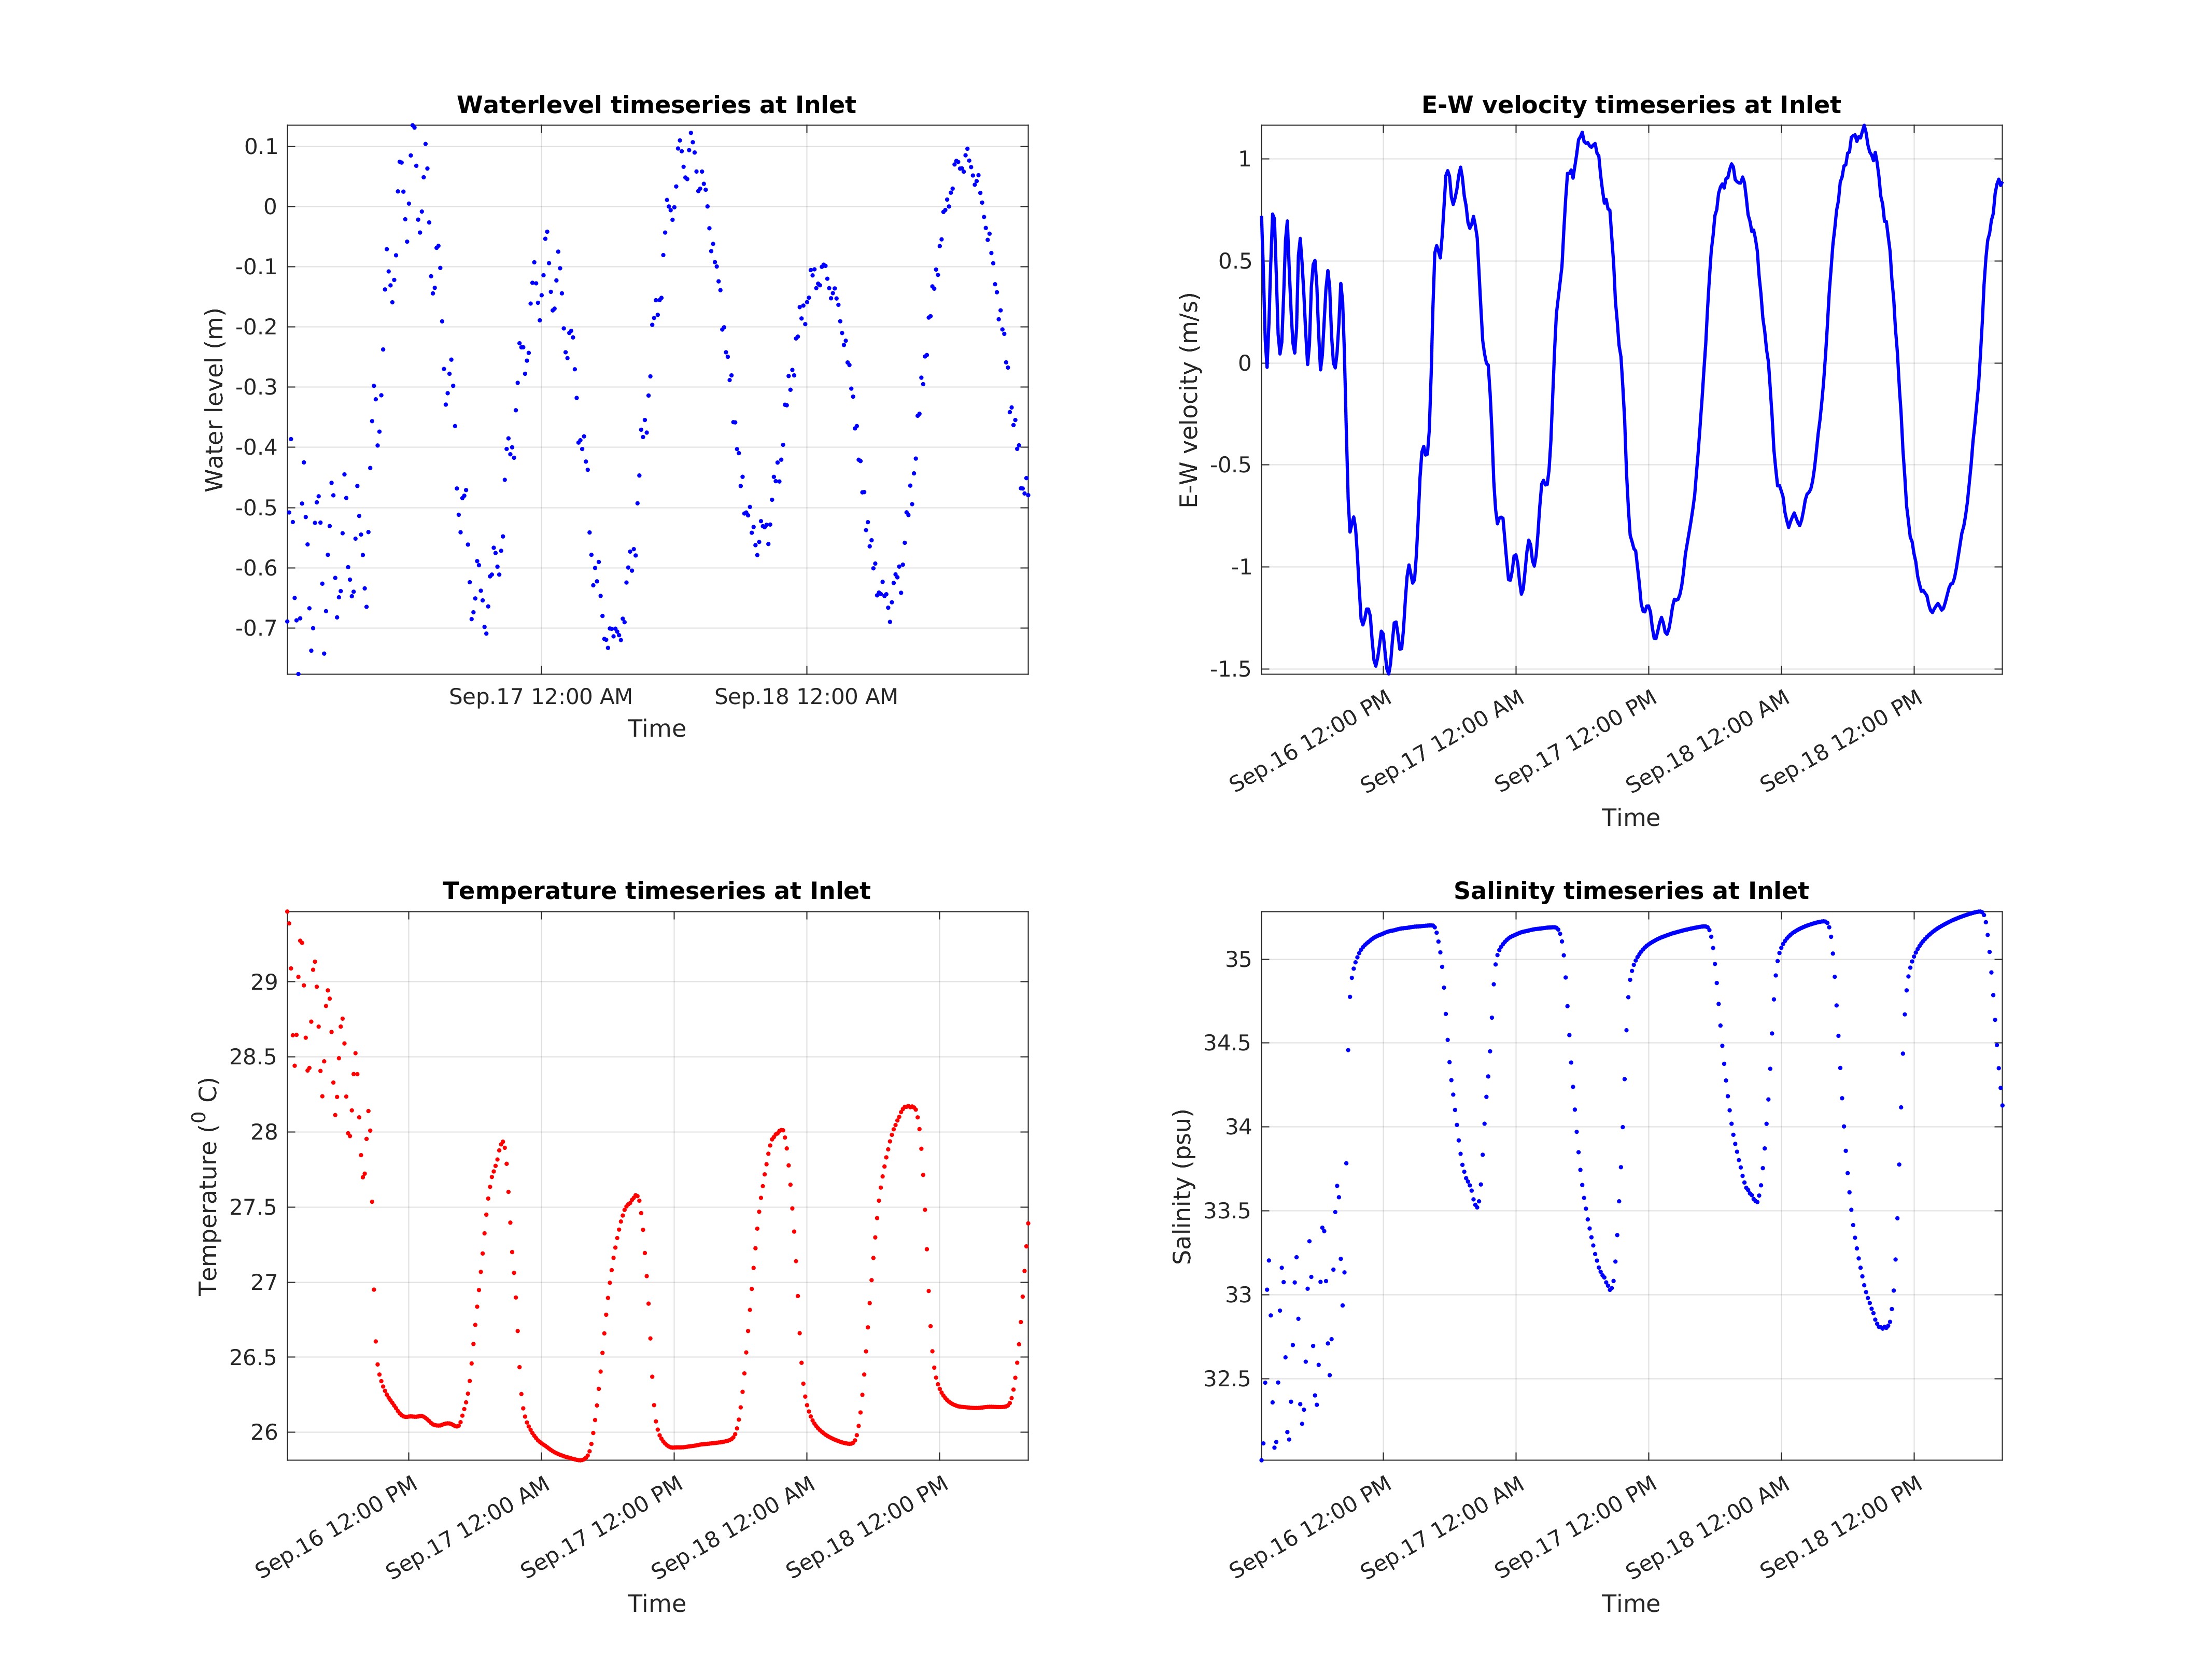 Waterlevel timeseries at Inlet
0.1
0
-0.1
-0.2
-0.3
-0.4
-0.5
-0.6
-0.7
Water level (m)
Sep.17 12:00 AM
Sep.18 12:00 AM
Time
E-W velocity timeseries at Inlet
1
0.5
0
-0.5
-1
-1.5
E-W velocity (m/s)
Sep.16 12:00 PM
Sep.17 12:00 AM
Sep.17 12:00 PM
Sep.18 12:00 AM
Sep.18 12:00 PM
Time
Temperature timeseries at Inlet
29
28.5
28
27.5
27
26.5
26
Temperature (⁰ C)
Sep.16 12:00 PM
Sep.17 12:00 AM
Sep.17 12:00 PM
Sep.18 12:00 AM
Sep.18 12:00 PM
Time
Salinity timeseries at Inlet
35
34.5
34
33.5
33
32.5
Salinity (psu)
Sep.16 12:00 PM
Sep.17 12:00 AM
Sep.17 12:00 PM
Sep.18 12:00 AM
Sep.18 12:00 PM
Time